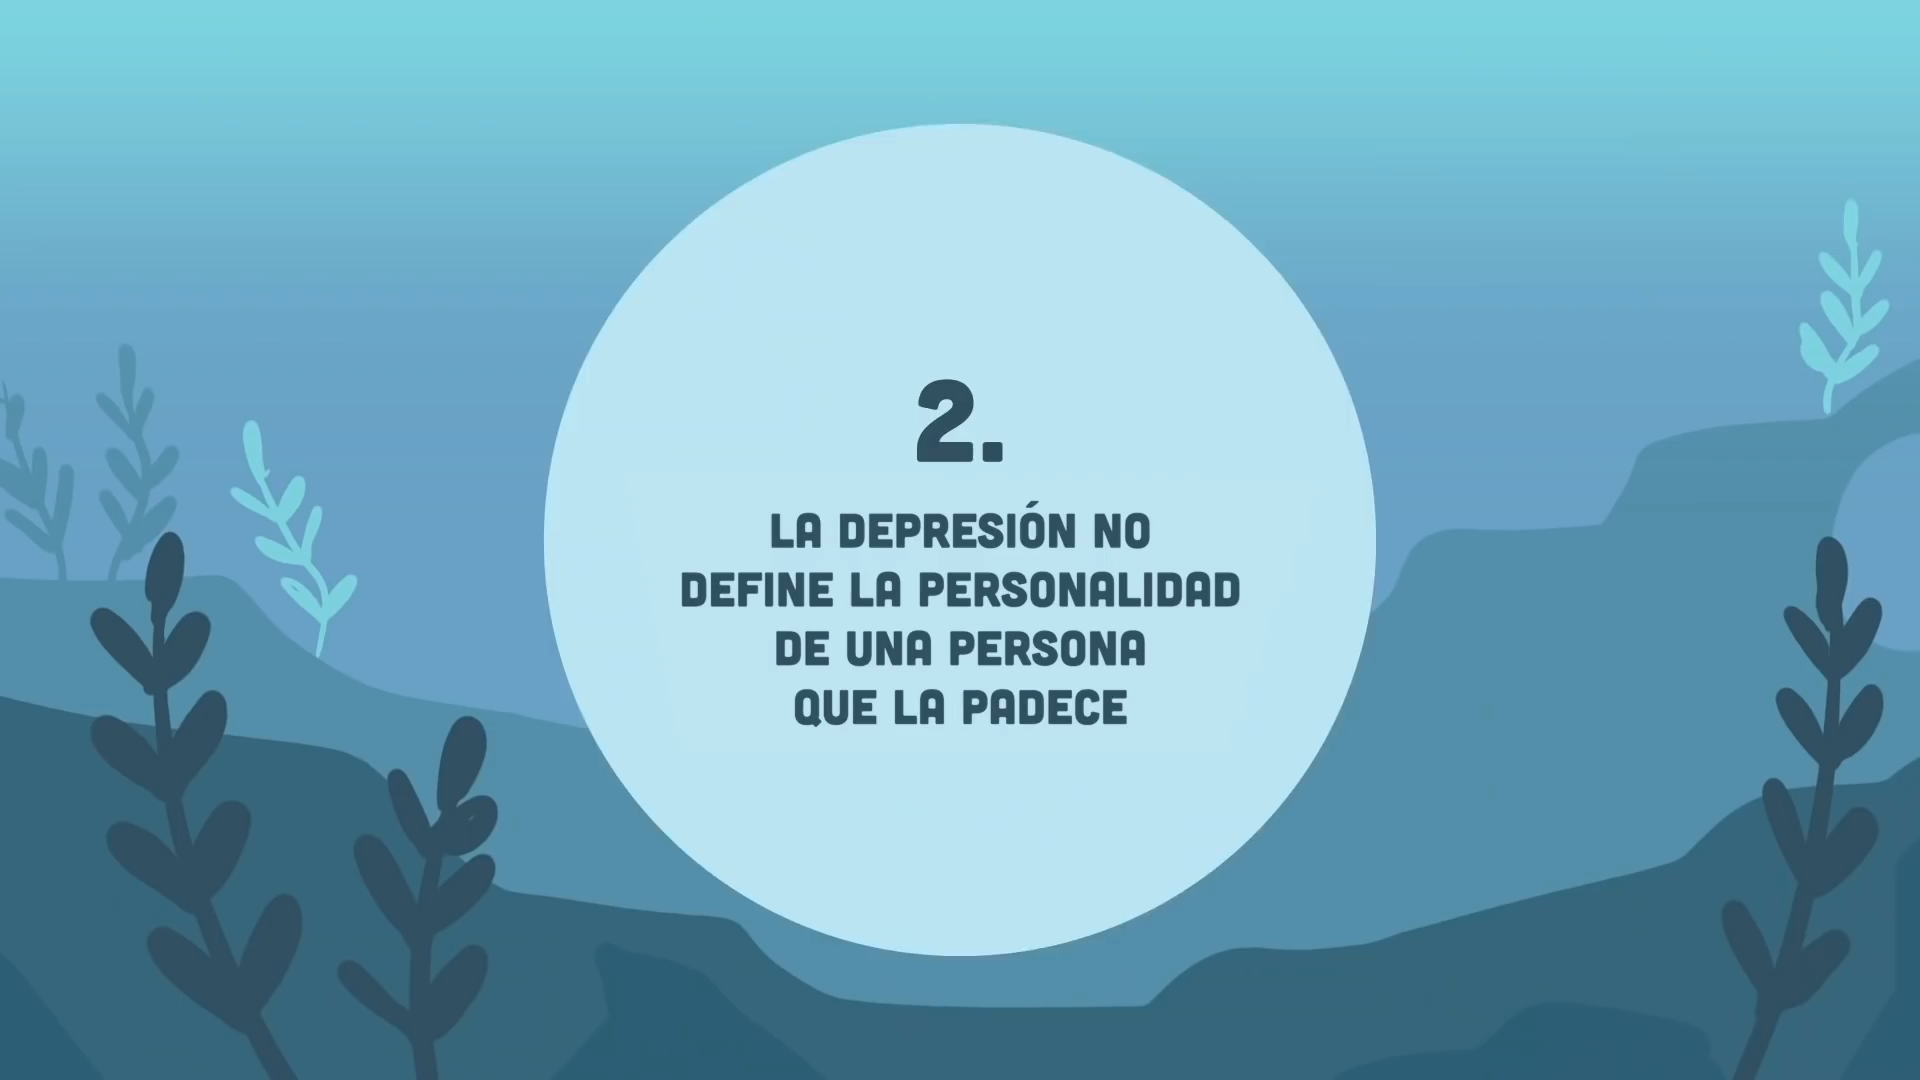 2.
LA DEPRESIÓN NO
DEFINE LA PERSONALIDAD
DE UNA PERSONA
QUE LA PADECE